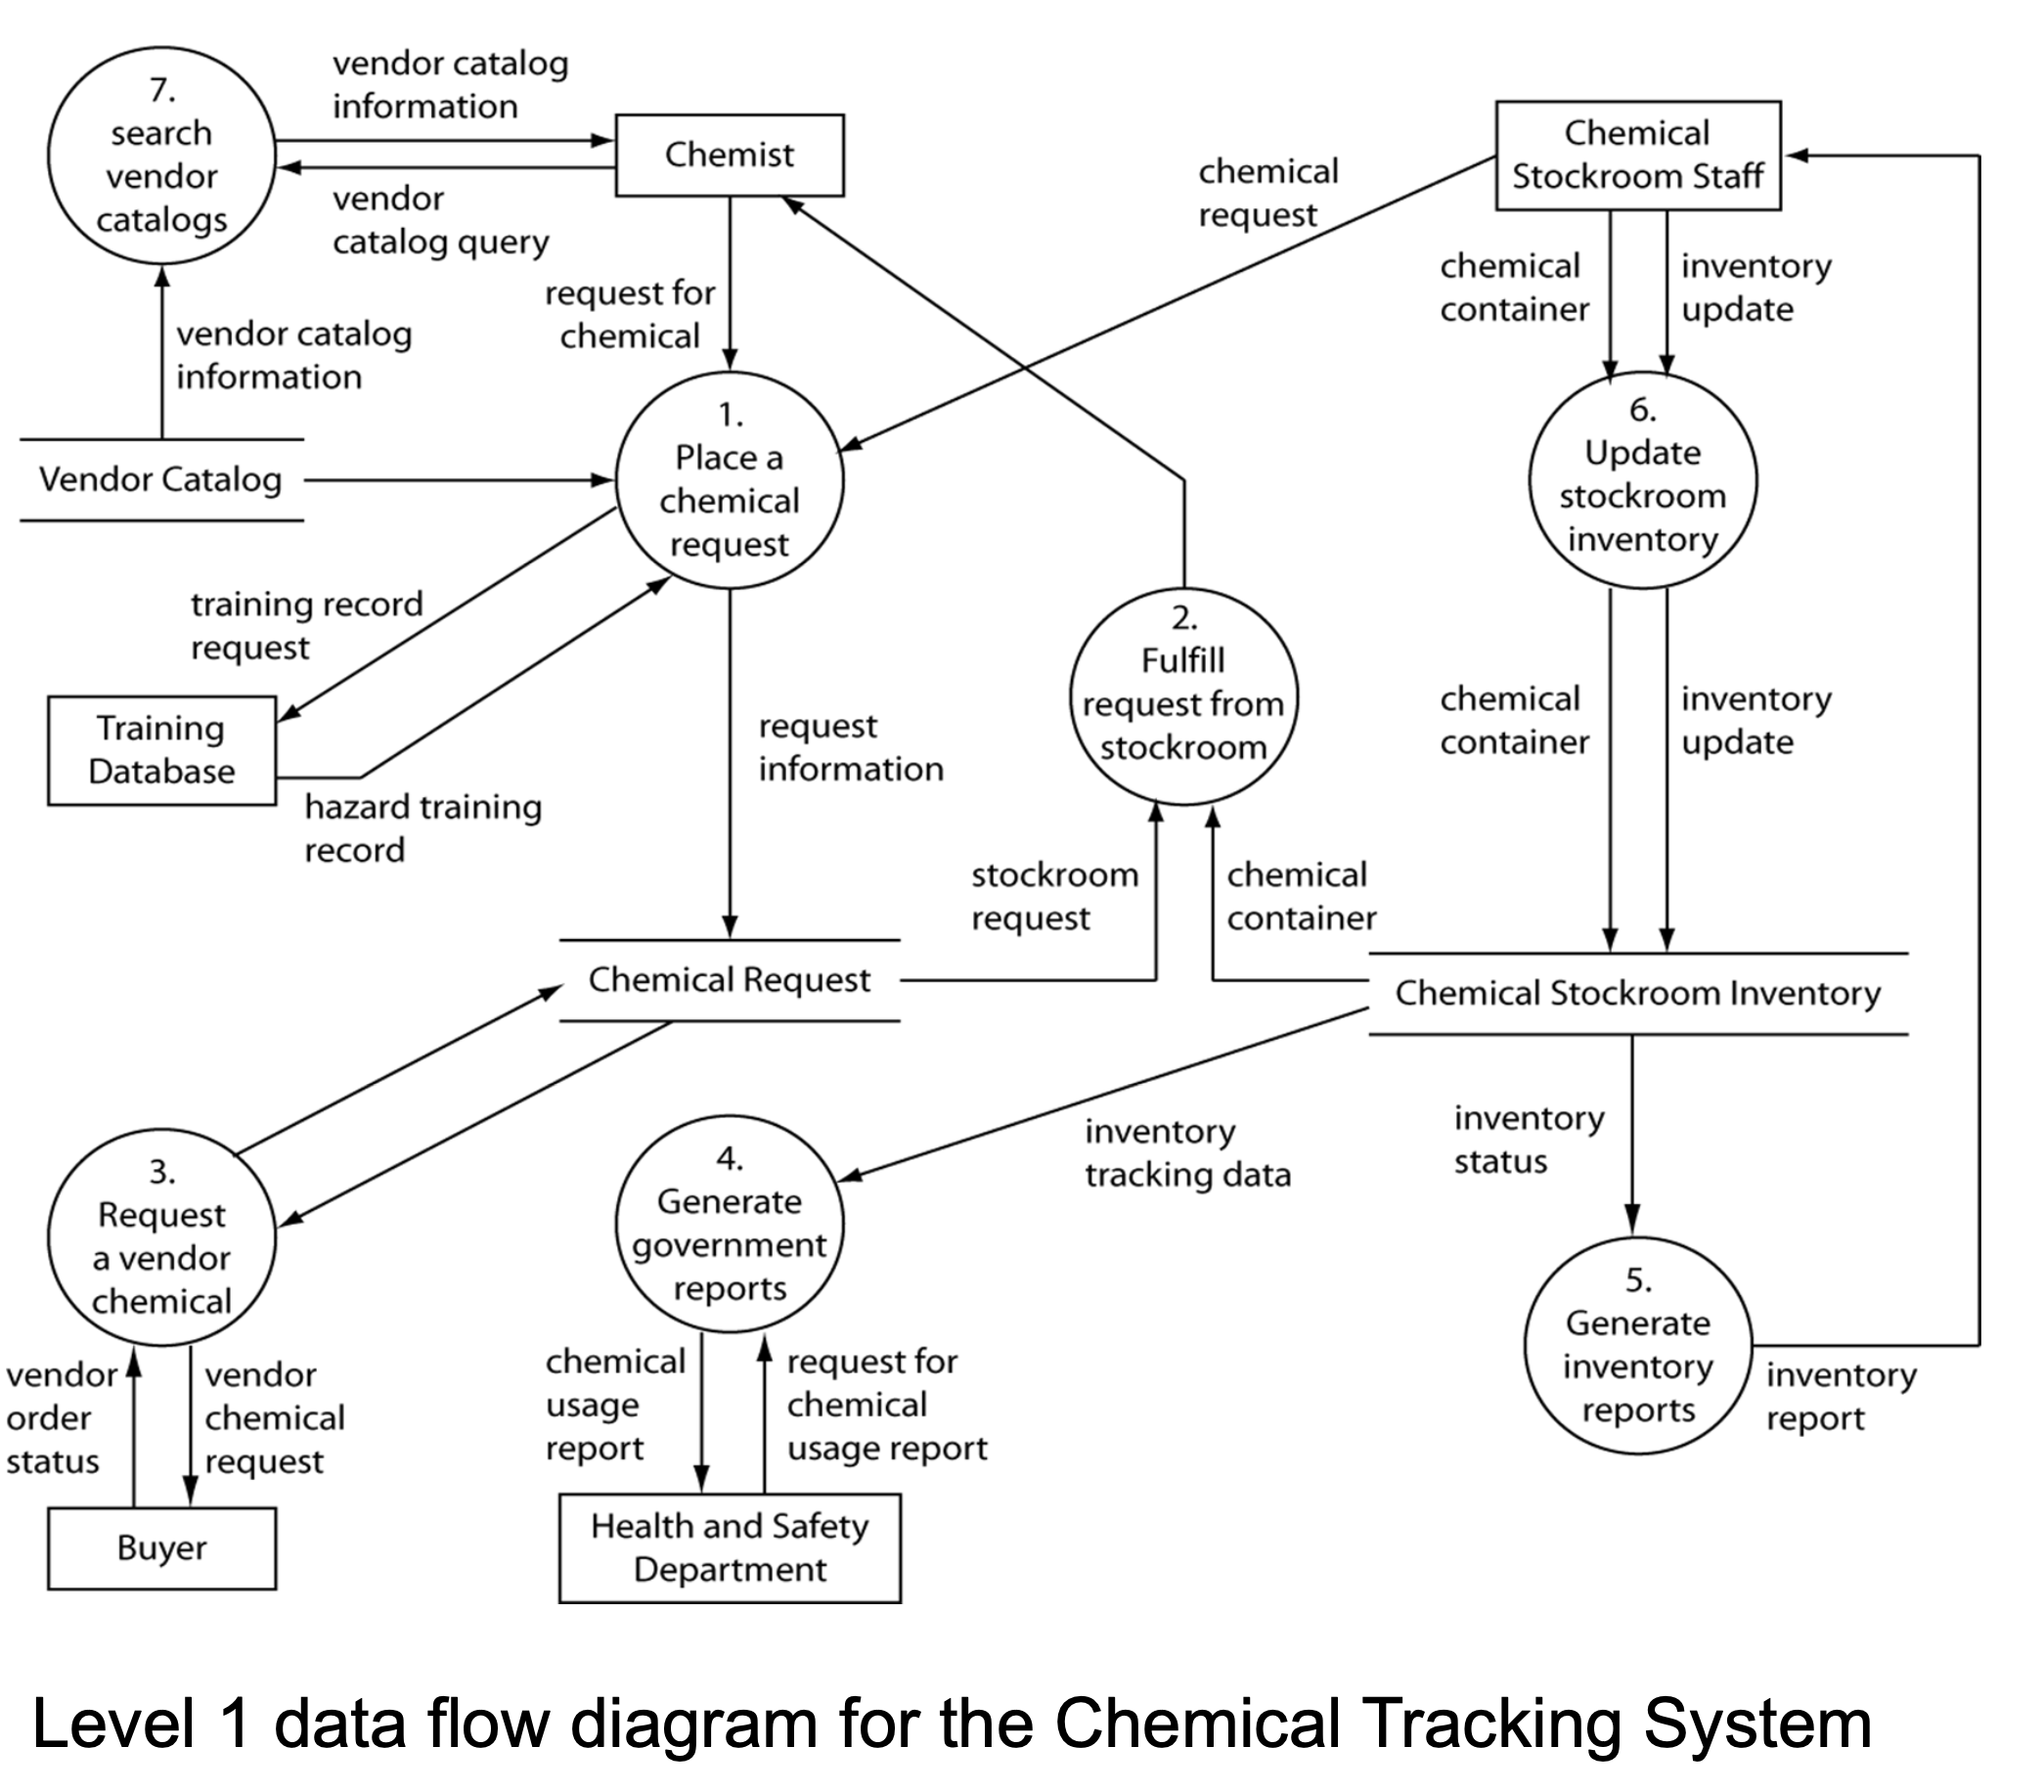 vendor catalog
information
7.
search
vendor
catalogs
Chemist
vendor
catalog query
Chemical
Stockroom Staff
chemical
request
request for
chemical
chemical
container
inventory
update
vendor catalog
information
Vendor Catalog
1.
Place a
chemical
request
6.
Update
stockroom
inventory
training record
request
Training
Database
hazard training
record
request
information
2.
Fulfill
request from
stockroom
chemical
container
inventory
update
stockroom
request
chemical
container
Chemical Request
Chemical Stockroom Inventory
inventory
tracking data
inventory
status
3.
Request
a vendor
chemical
4.
Generate
government
reports
5.
Generate
inventory
reports
inventory
report
vendor
order
status
vendor
chemical
request
chemical
usage
report
request for
chemical
usage report
Buyer
Health and Safety
Department
Level 1 data flow diagram for the Chemical Tracking System